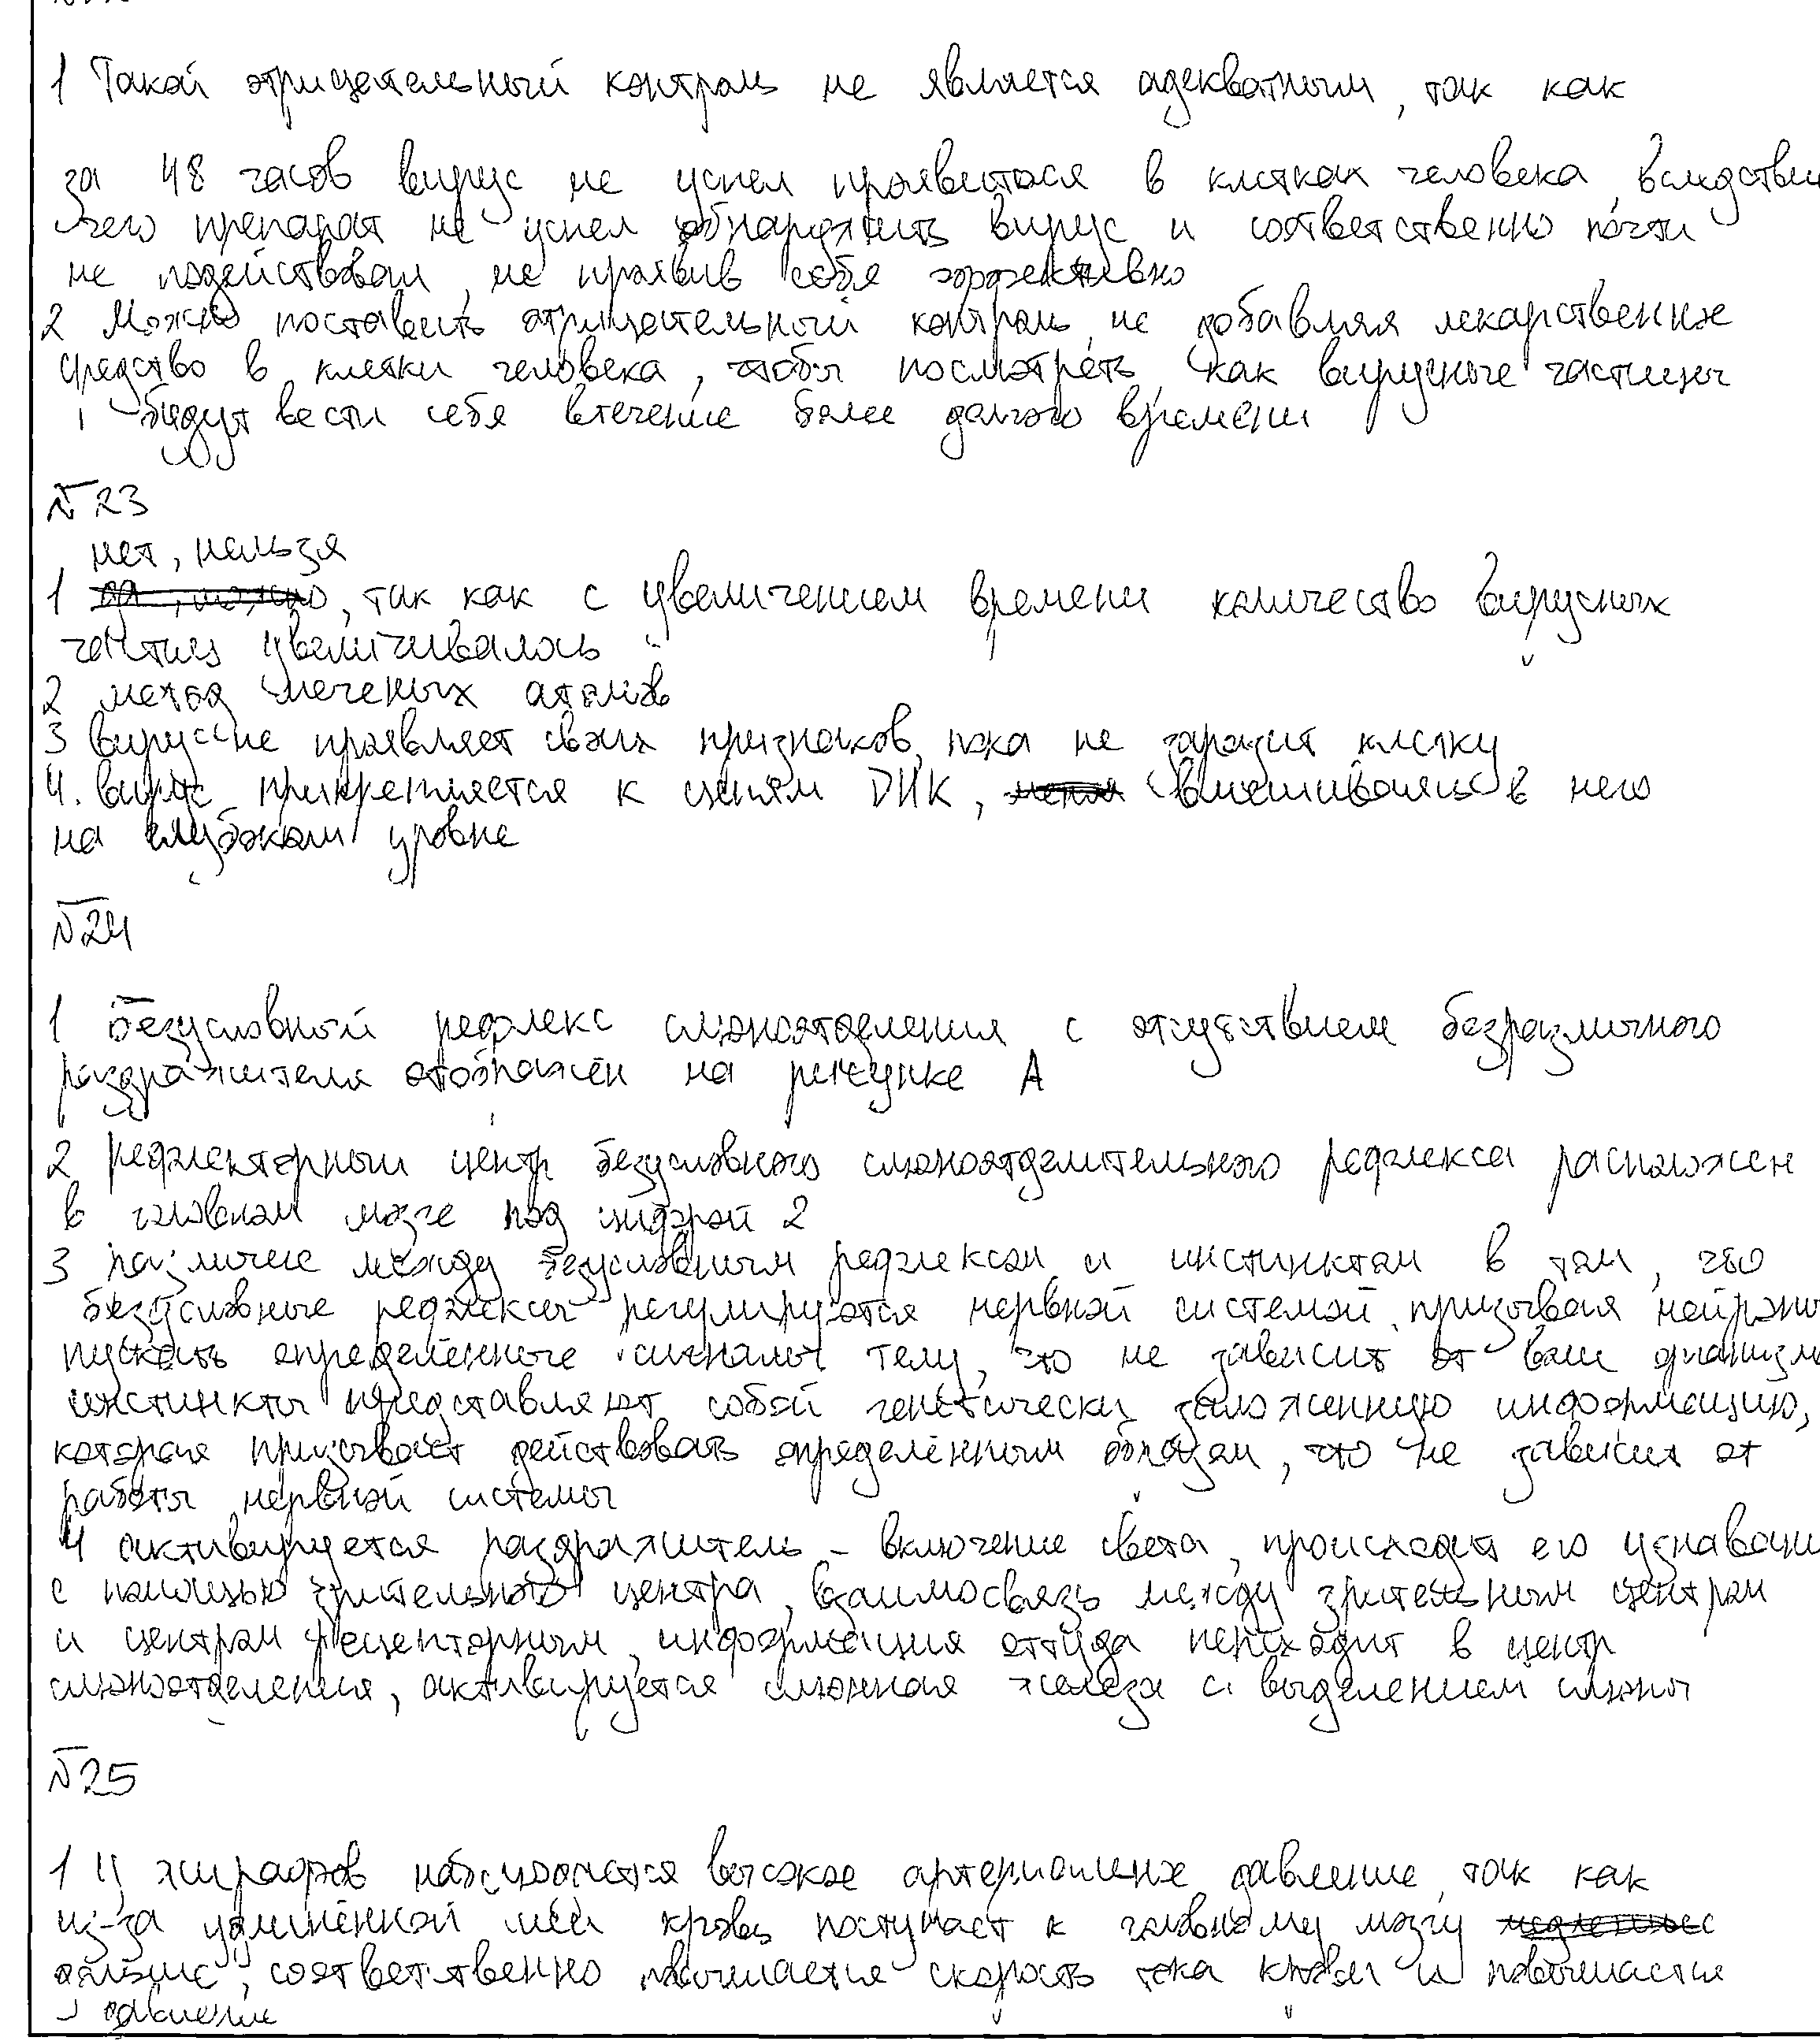 1 Такой отрицательный контроль не является адекватным, так как
за 48 часов вирус не успел проявиться в клетках человека, вследствии
чего препарат не успел обнаружить вирус и соответственно почти
не подействовал, не проявив себя эффективно
2 Можно поставить отрицательный контроль, не добавляя лекарственное
средство в клетки человека, чтобы посмотреть, как вирусные частицы
будут вести себя втечение более долгого времени
№23
нет, нельзя
1 да, можно, так как с увеличением времени количество вирусных
частиц увеличивалось
2 метод меченых атомов
3 вирус не проявляет своих признаков, пока не заразит клетку
4. вирус прикрепляется к цепям ДНК, вмешиваясь в него
на глубоком уровне
№24
1 Безусловный рефлекс слюноотделения с отсуствием безразличного
раздражителя отображён на рисунке А
2 рефлекторный центр безусловного слюноотделительного рефлекса расположен
в головном мозге под цифрой 2
3 различие между безусловным рефлексом и инстинктом в том, что
безусловные рефлексы регулируются нервной системой, призывая нейроны
пускать определённые сигналы телу, что не зависит от воли организма
инстинкты представляют собой генетически заложенную информацию,
которая призывает действовать определённым образом, что не зависит от
работы нервной системы
4 активируется раздражитель - включение света, происходит его узнавание
с помощью зрительного центра, взаимосвязь между зрительным центром
и центром рецепторным, информация оттуда переходит в центр
слюноотделения, активируется слюнная железа с выделением слюны
№25
1 У жирафов наблюдается высокое артериальное давление, так как
из-за удлинённой шеи кровь поступает к головному мозгу
дольше, соответственно повышается скорость тока крови и повышается
давление